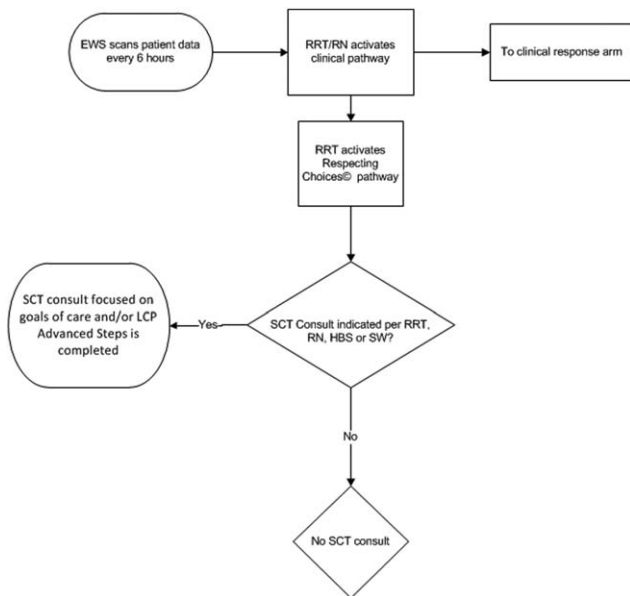 EWS scans patient data
every 6 hours
RRT/RN activates
clinical pathway
To clinical response arm
RRT activates
Respecting
Choices© pathway
SCT consult focused on
goals of care and/or LCP
Advanced Steps is
completed
Yes
SCT Consult indicated per RRT,
RN, HBS or SW?
No
No SCT consult